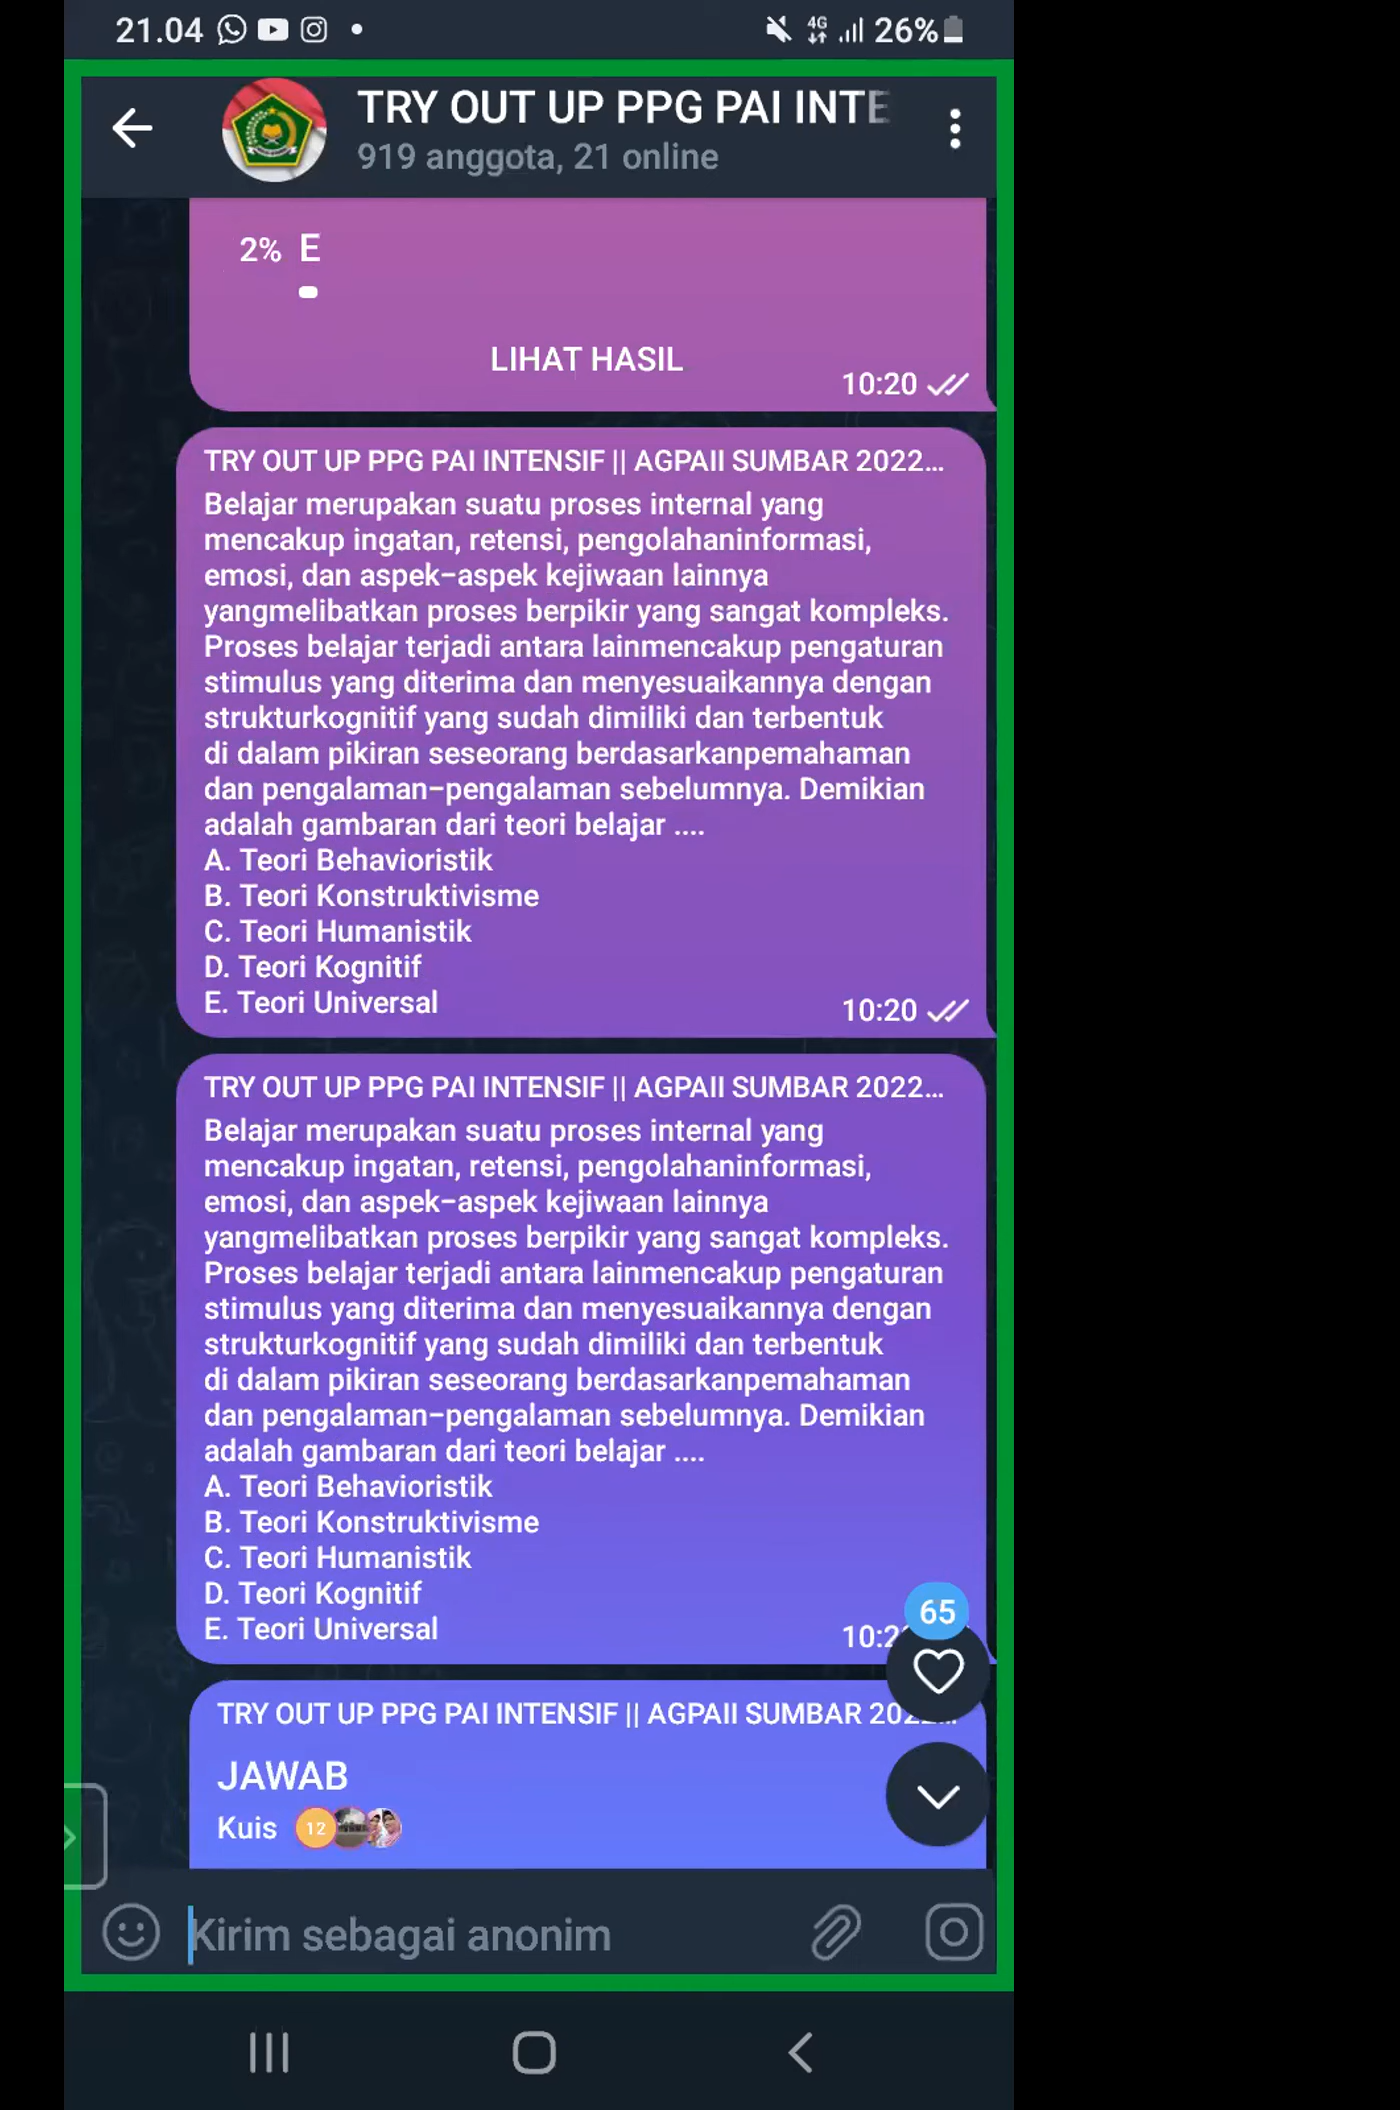 21.04
4G
26%
TRY OUT UP PPG PAI INTE
919 anggota, 21 online
2% E
LIHAT HASIL
10:20
TRY OUT UP PPG PAI INTENSIF || AGPAII SUMBAR 2022...
Belajar merupakan suatu proses internal yang
mencakup ingatan, retensi, pengolahaninformasi,
emosi, dan aspek-aspek kejiwaan lainnya
yangmelibatkan proses berpikir yang sangat kompleks.
Proses belajar terjadi antara lainmencakup pengaturan
stimulus yang diterima dan menyesuaikannya dengan
strukturkognitif yang sudah dimiliki dan terbentuk
di dalam pikiran seseorang berdasarkanpemahaman
dan pengalaman-pengalaman sebelumnya. Demikian
adalah gambaran dari teori belajar ....
A. Teori Behavioristik
B. Teori Konstruktivisme
C. Teori Humanistik
D. Teori Kognitif
E. Teori Universal
10:20
TRY OUT UP PPG PAI INTENSIF || AGPAII SUMBAR 2022...
Belajar merupakan suatu proses internal yang
mencakup ingatan, retensi, pengolahaninformasi,
emosi, dan aspek-aspek kejiwaan lainnya
yangmelibatkan proses berpikir yang sangat kompleks.
Proses belajar terjadi antara lainmencakup pengaturan
stimulus yang diterima dan menyesuaikannya dengan
strukturkognitif yang sudah dimiliki dan terbentuk
di dalam pikiran seseorang berdasarkanpemahaman
dan pengalaman-pengalaman sebelumnya. Demikian
adalah gambaran dari teori belajar ....
A. Teori Behavioristik
B. Teori Konstruktivisme
C. Teori Humanistik
D. Teori Kognitif
E. Teori Universal
65
TRY OUT UP PPG PAI INTENSIF || AGPAII SUMBAR
JAWAB
Kuis 12
Kirim sebagai anonim